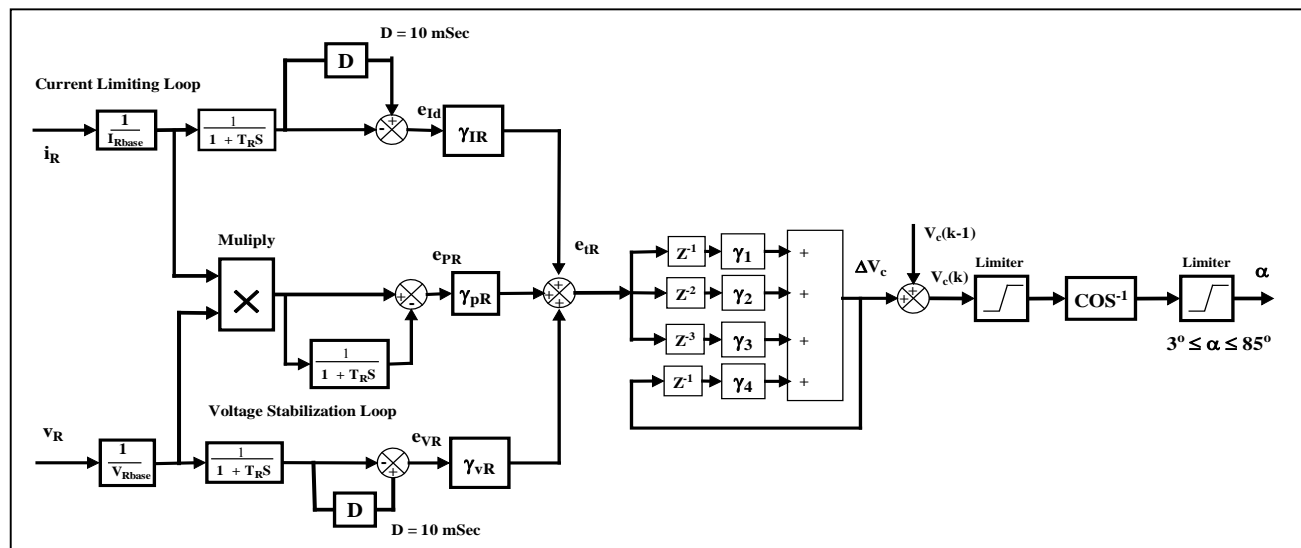 D = 10 mSec
D
Current Limiting Loop
1
I_Rbase
1
1 + T_RS
-
+
e_Id
γ_IR
i_R
Muliply
×
e_PR
+
-
γ_pR
e_tR
+
+
+
1
1 + T_RS
Voltage Stabilization Loop
v_R
1
V_Rbase
1
1 + T_RS
-
+
e_VR
γ_vR
D
D = 10 mSec
Z^-1
γ_1
+
Z^-2
γ_2
+
Z^-3
γ_3
+
Z^-1
γ_4
+
ΔV_c
V_c(k-1)
+
+
V_c(k)
Limiter
COS^-1
Limiter
α
3° ≤ α ≤ 85°